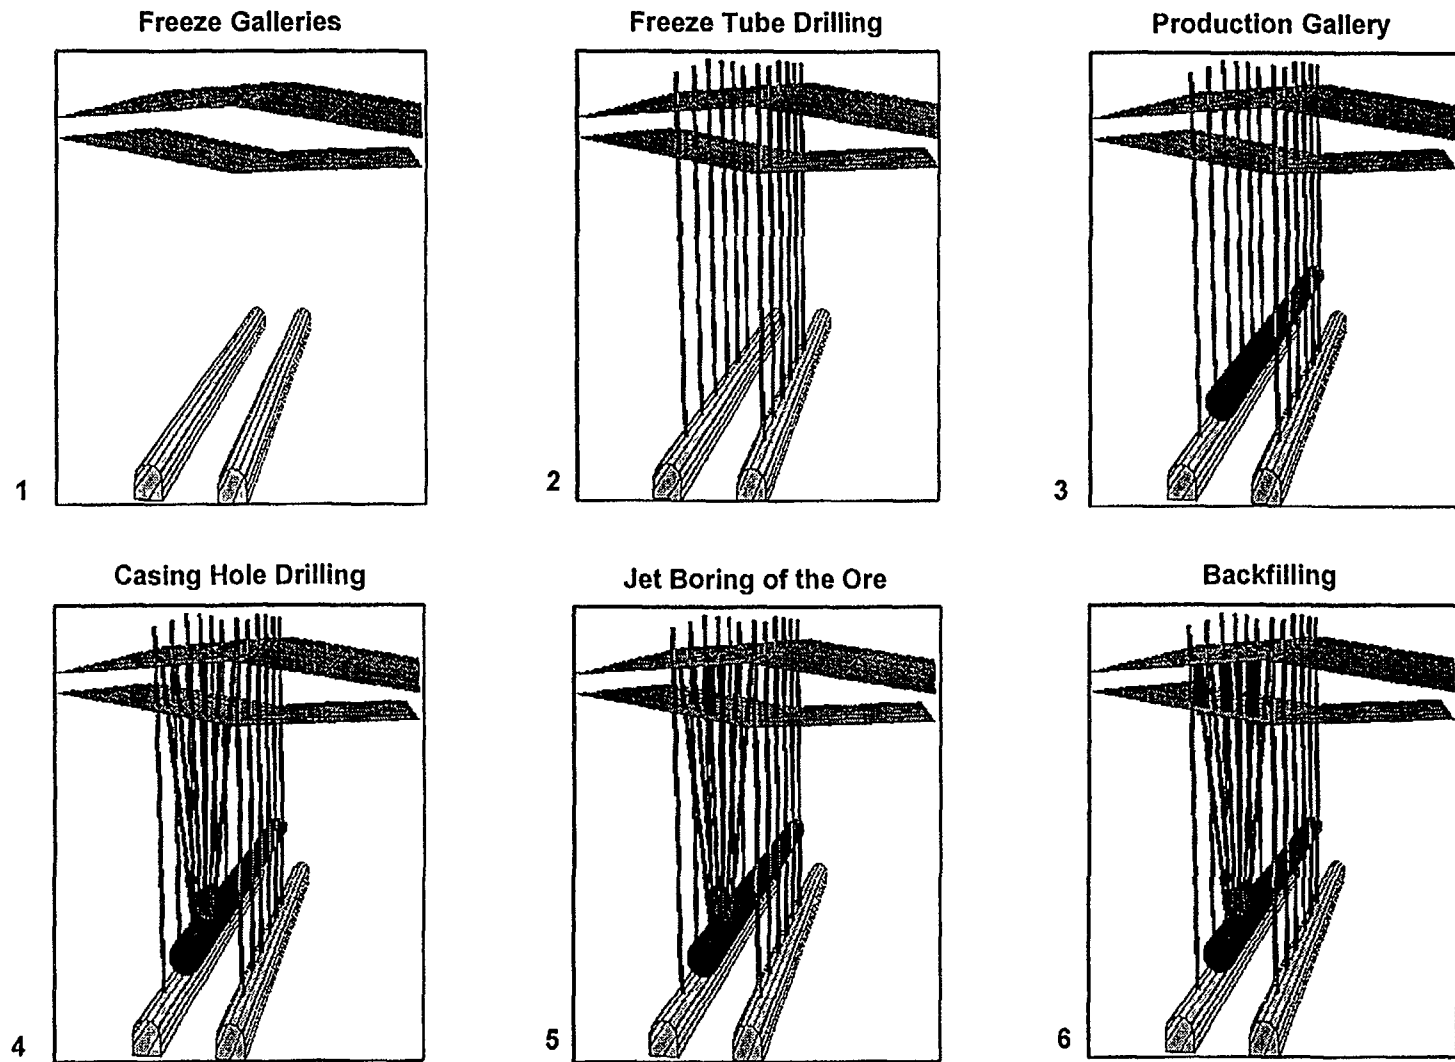 Freeze Galleries
Freeze Tube Drilling
Production Gallery
1
2
3
Casing Hole Drilling
Jet Boring of the Ore
Backfilling
4
5
6